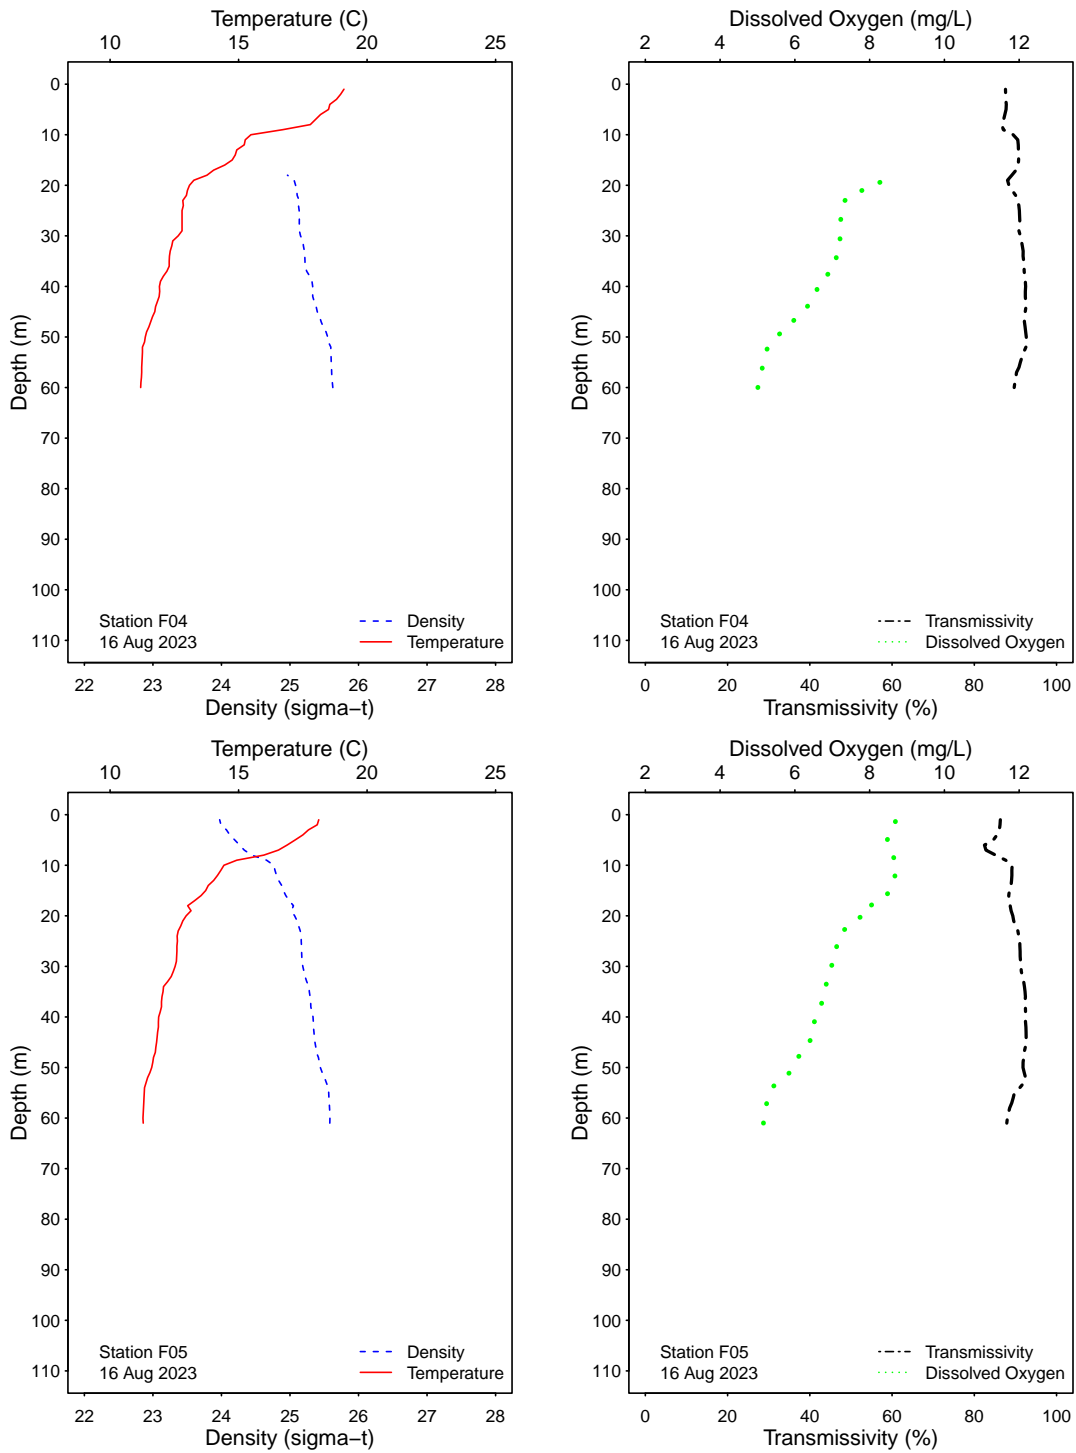 Temperature (C)
10 15 20 25
0
10
20
30
40
50
60
70
80
90
100
110
Depth (m)
Station F04
16 Aug 2023
Density
Temperature
22 23 24 25 26 27 28
Density (sigma−t)
Dissolved Oxygen (mg/L)
2 4 6 8 10 12
0
10
20
30
40
50
60
70
80
90
100
110
Depth (m)
Station F04
16 Aug 2023
Transmissivity
Dissolved Oxygen
0 20 40 60 80 100
Transmissivity (%)
Temperature (C)
10 15 20 25
0
10
20
30
40
50
60
70
80
90
100
110
Depth (m)
Station F05
16 Aug 2023
Density
Temperature
22 23 24 25 26 27 28
Density (sigma−t)
Dissolved Oxygen (mg/L)
2 4 6 8 10 12
0
10
20
30
40
50
60
70
80
90
100
110
Depth (m)
Station F05
16 Aug 2023
Transmissivity
Dissolved Oxygen
0 20 40 60 80 100
Transmissivity (%)